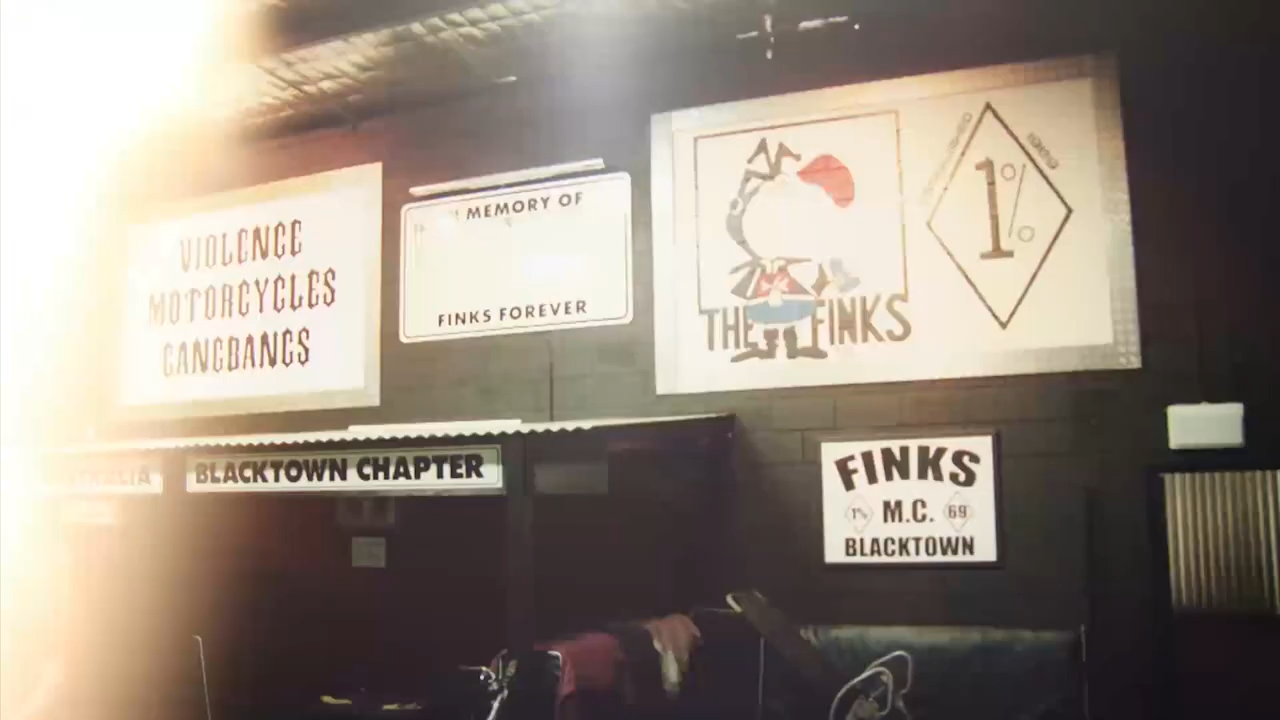 VIOLENCE
MOTORCYCLES
GANGBANGS
MEMORY OF
FINKS FOREVER
THE FINKS
1%
BLACKTOWN CHAPTER
FINKS
1% M.C. 69
BLACKTOWN